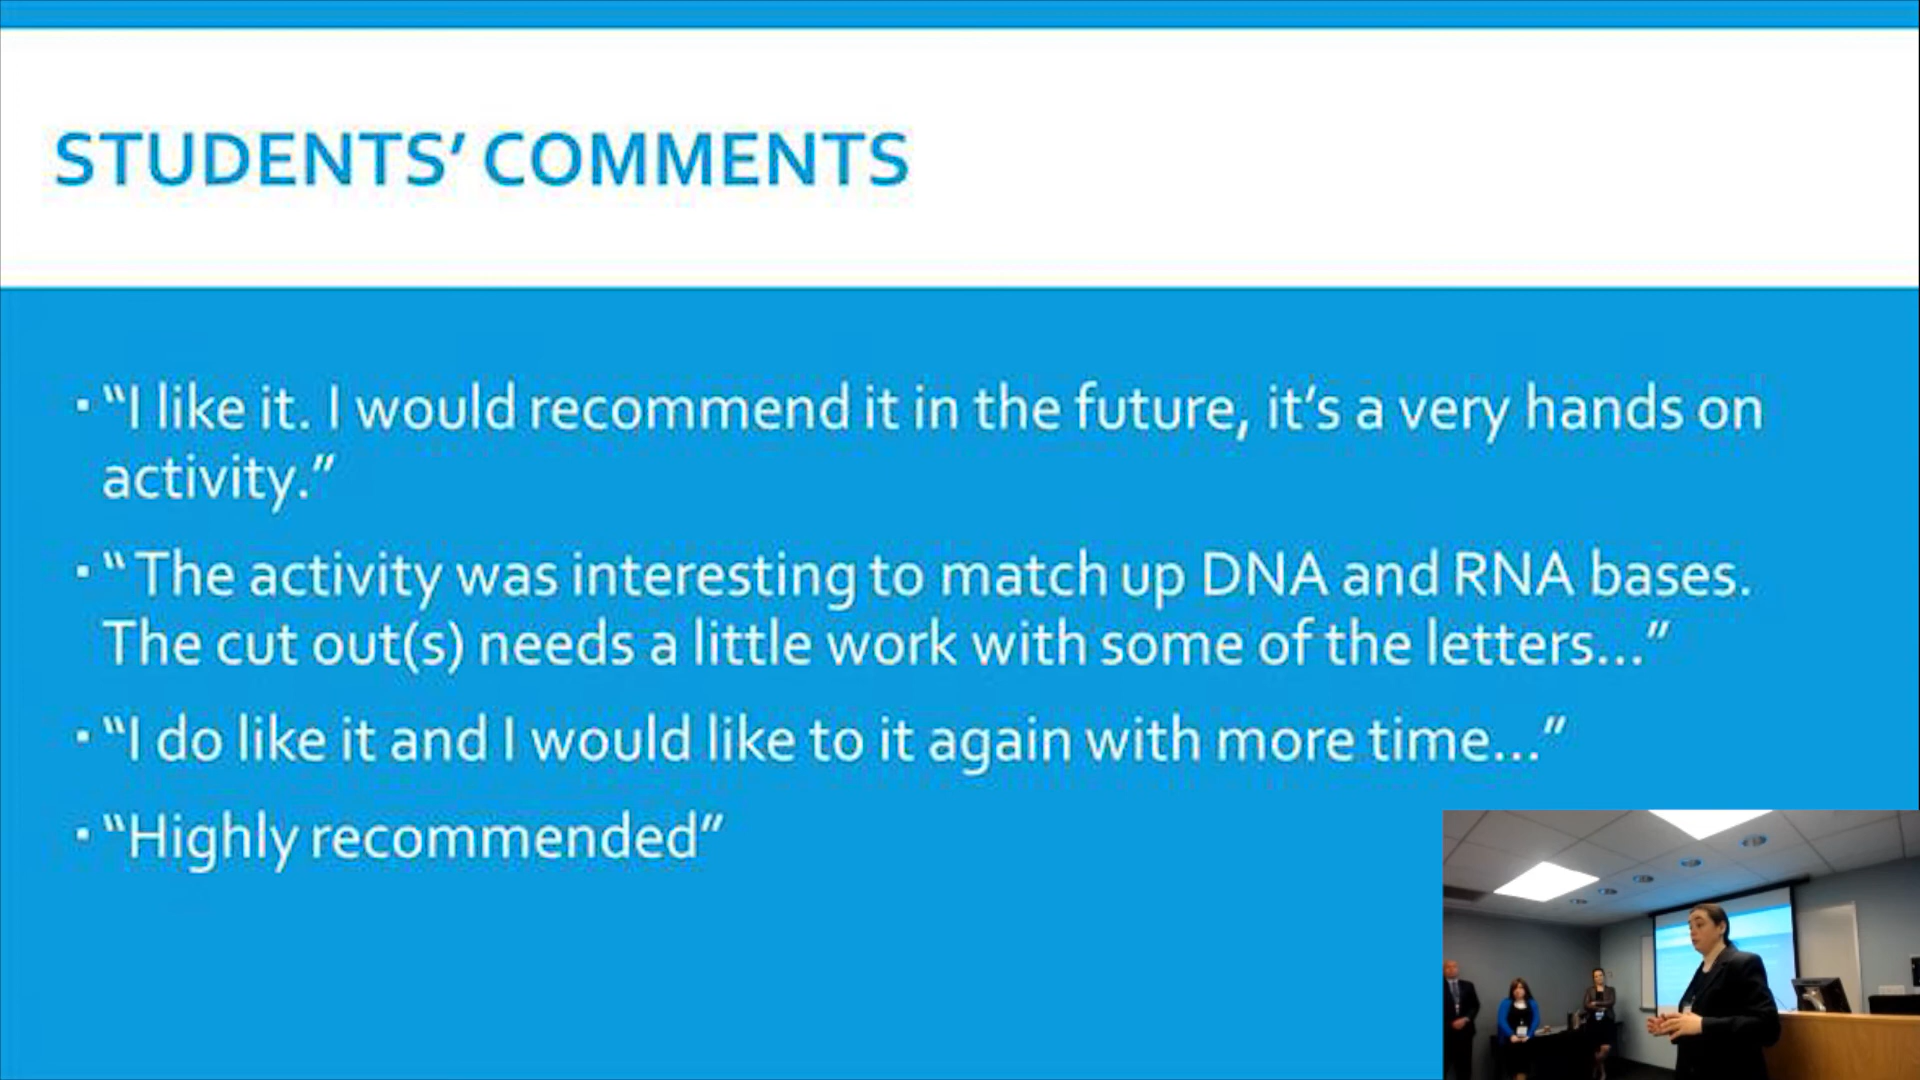 STUDENTS’ COMMENTS
▪ “I like it. I would recommend it in the future, it’s a very hands on
activity.”
▪ “ The activity was interesting to match up DNA and RNA bases.
The cut out(s) needs a little work with some of the letters…”
▪ “I do like it and I would like to it again with more time…”
▪ “Highly recommended”